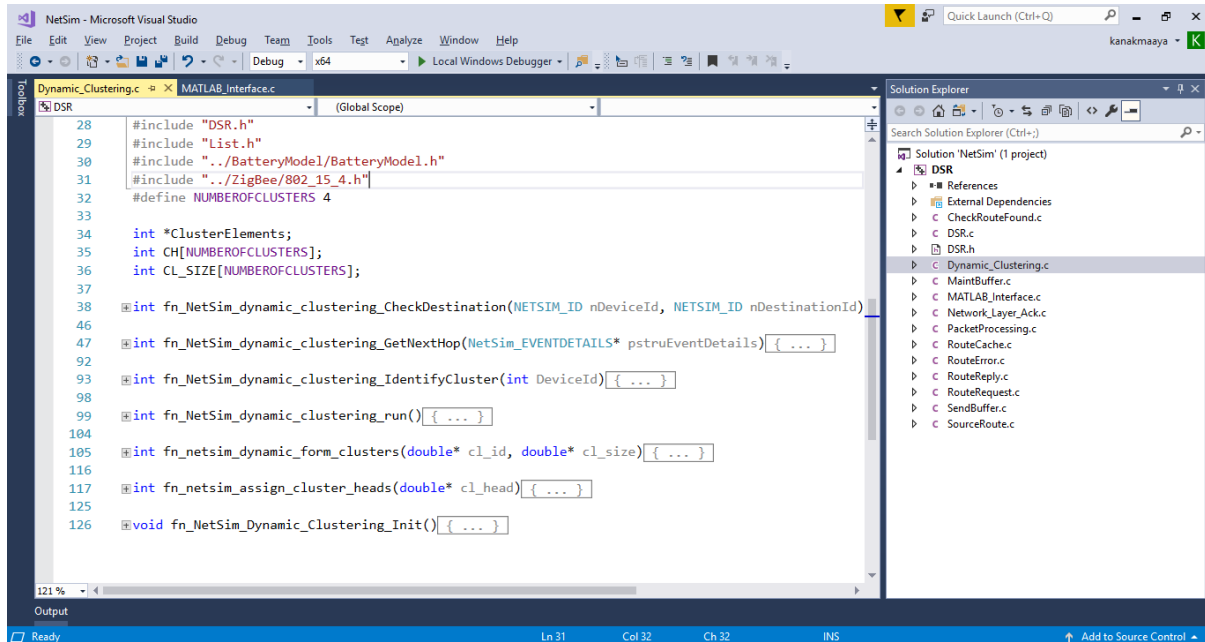 NetSim - Microsoft Visual Studio
Quick Launch (Ctrl+Q)
File Edit View Project Build Debug Team Tools Test Analyze Window Help
kanakmaaya K
Debug x64 Local Windows Debugger
Toolbox
Dynamic_Clustering.c MATLAB_Interface.c
DSR (Global Scope)
28 #include "DSR.h"
29 #include "List.h"
30 #include "../BatteryModel/BatteryModel.h"
31 #include "../ZigBee/802_15_4.h"
32 #define NUMBEROFCLUSTERS 4
33
34 int *ClusterElements;
35 int CH[NUMBEROFCLUSTERS];
36 int CL_SIZE[NUMBEROFCLUSTERS];
37
38 int fn_NetSim_dynamic_clustering_CheckDestination(NETSIM_ID nDeviceId, NETSIM_ID nDestinationId)
46
47 int fn_NetSim_dynamic_clustering_GetNextHop(NetSim_EVENTDETAILS* pstruEventDetails) { ... }
92
93 int fn_NetSim_dynamic_clustering_IdentifyCluster(int DeviceId) { ... }
98
99 int fn_NetSim_dynamic_clustering_run() { ... }
104
105 int fn_netsim_dynamic_form_clusters(double* cl_id, double* cl_size) { ... }
116
117 int fn_netsim_assign_cluster_heads(double* cl_head) { ... }
125
126 void fn_NetSim_Dynamic_Clustering_Init() { ... }
121 %
Output
Solution Explorer
Search Solution Explorer (Ctrl+;)
Solution 'NetSim' (1 project)
DSR
References
External Dependencies
CheckRouteFound.c
DSR.c
DSR.h
Dynamic_Clustering.c
MaintBuffer.c
MATLAB_Interface.c
Network_Layer_Ack.c
PacketProcessing.c
RouteCache.c
RouteError.c
RouteReply.c
RouteRequest.c
SendBuffer.c
SourceRoute.c
Ready Ln 31 Col 32 Ch 32 INS Add to Source Control